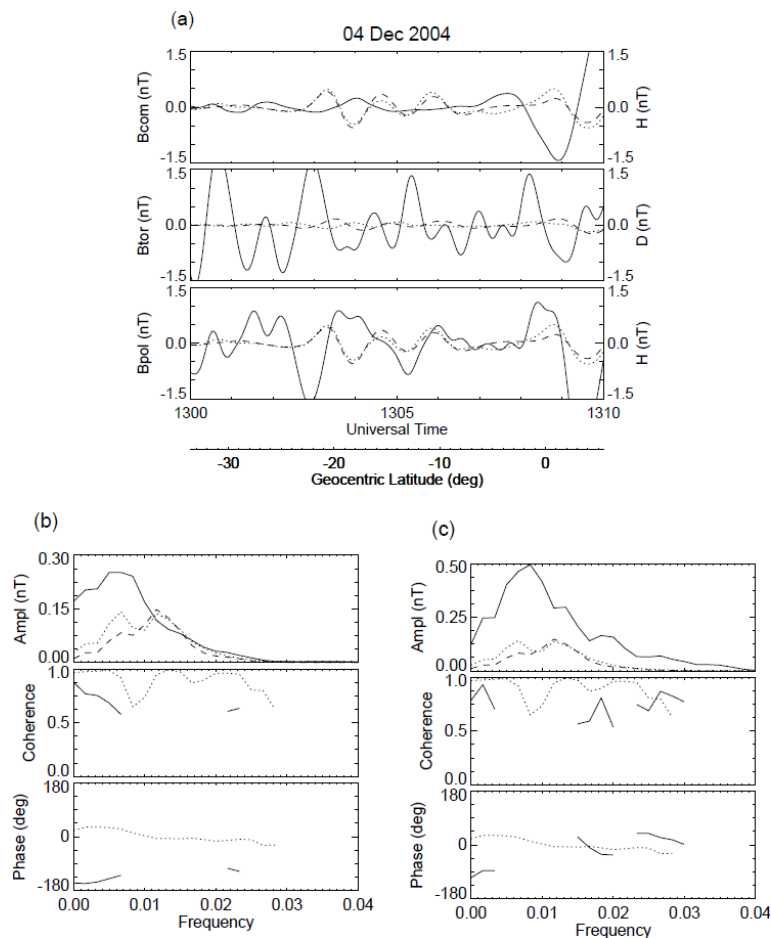 (a)
04 Dec 2004
1.5 1.5
Bcom (nT) 0.0 0.0 H (nT)
-1.5 -1.5
1.5 1.5
Btor (nT) 0.0 0.0 D (nT)
-1.5 -1.5
1.5 1.5
Bpol (nT) 0.0 0.0 H (nT)
-1.5 -1.5
1300 1305 1310
Universal Time
-30 -20 -10 0
Geocentric Latitude (deg)
(b)
0.30
Ampl (nT) 0.15
0.00
1.0
Coherence 0.5
0.0
180
Phase (deg) 0
-180
0.00 0.01 0.02 0.03 0.04
Frequency
(c)
0.50
Ampl (nT) 0.25
0.00
1.0
Coherence 0.5
0.0
180
Phase (deg) 0
-180
0.00 0.01 0.02 0.03 0.04
Frequency